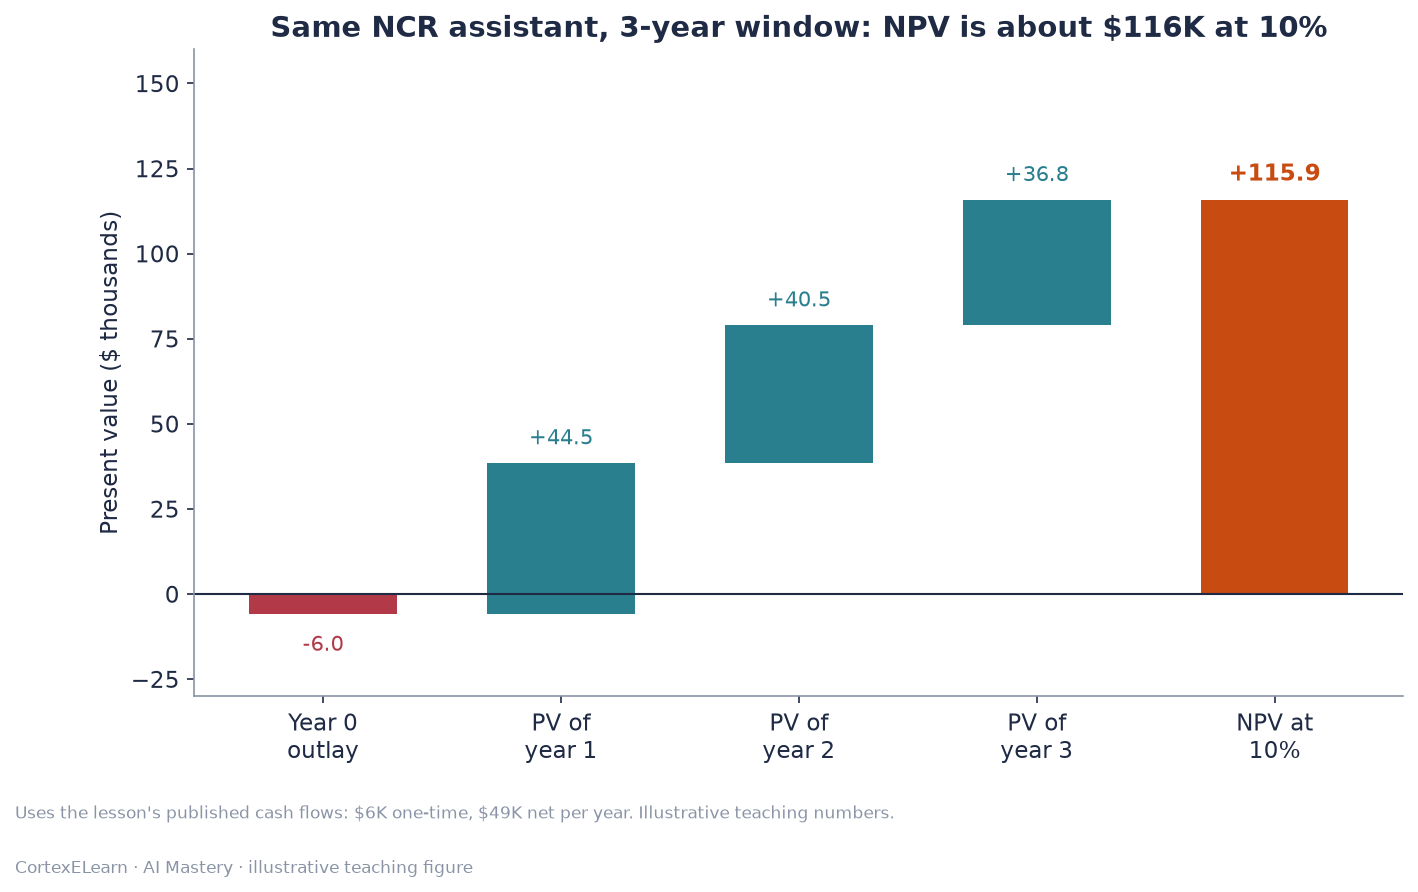 Same NCR assistant, 3-year window: NPV is about $116K at 10%
Present value ($ thousands)
150
125
100
75
50
25
0
−25
-6.0
+44.5
+40.5
+36.8
+115.9
Year 0
outlay
PV of
year 1
PV of
year 2
PV of
year 3
NPV at
10%
Uses the lesson's published cash flows: $6K one-time, $49K net per year. Illustrative teaching numbers.
CortexELearn · AI Mastery · illustrative teaching figure